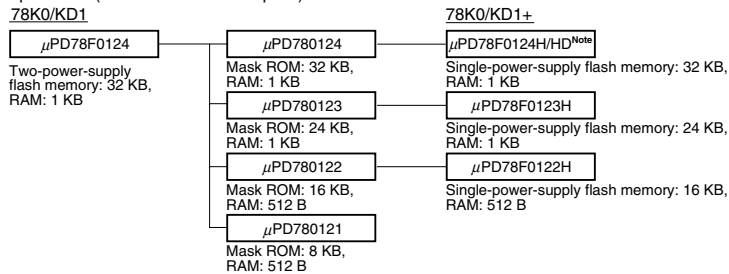 78K0/KD1
78K0/KD1+
μPD78F0124
μPD780124
μPD78F0124H/HDNote
Two-power-supply
flash memory: 32 KB,
RAM: 1 KB
Mask ROM: 32 KB,
RAM: 1 KB
Single-power-supply flash memory: 32 KB,
RAM: 1 KB
μPD780123
μPD78F0123H
Mask ROM: 24 KB,
RAM: 1 KB
Single-power-supply flash memory: 24 KB,
RAM: 1 KB
μPD780122
μPD78F0122H
Mask ROM: 16 KB,
RAM: 512 B
Single-power-supply flash memory: 16 KB,
RAM: 512 B
μPD780121
Mask ROM: 8 KB,
RAM: 512 B